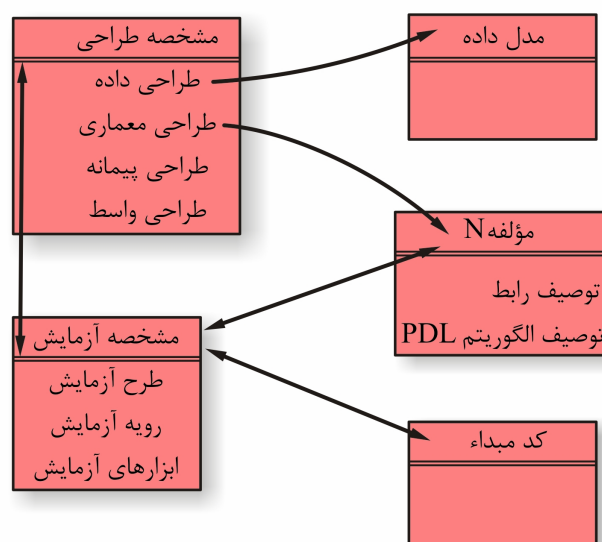 مشخصه طراحی
طراحی داده
طراحی معماری
طراحی پیمانه
طراحی واسط
مدل داده
مؤلفه N
توصیف رابط
توصیف الگوریتم PDL
مشخصه آزمایش
طرح آزمایش
رویه آزمایش
ابزارهای آزمایش
کد مبداء